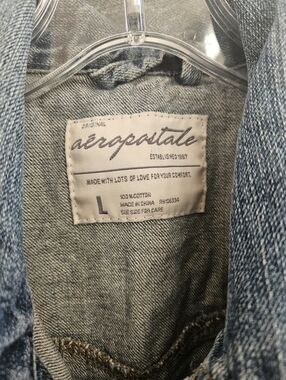 ORIGINAL
aéropostale
ESTABLISHED 1987
MADE WITH LOTS OF LOVE FOR YOUR COMFORT.
L
100% COTTON
MADE IN CHINA
SEE SIDE FOR CARE